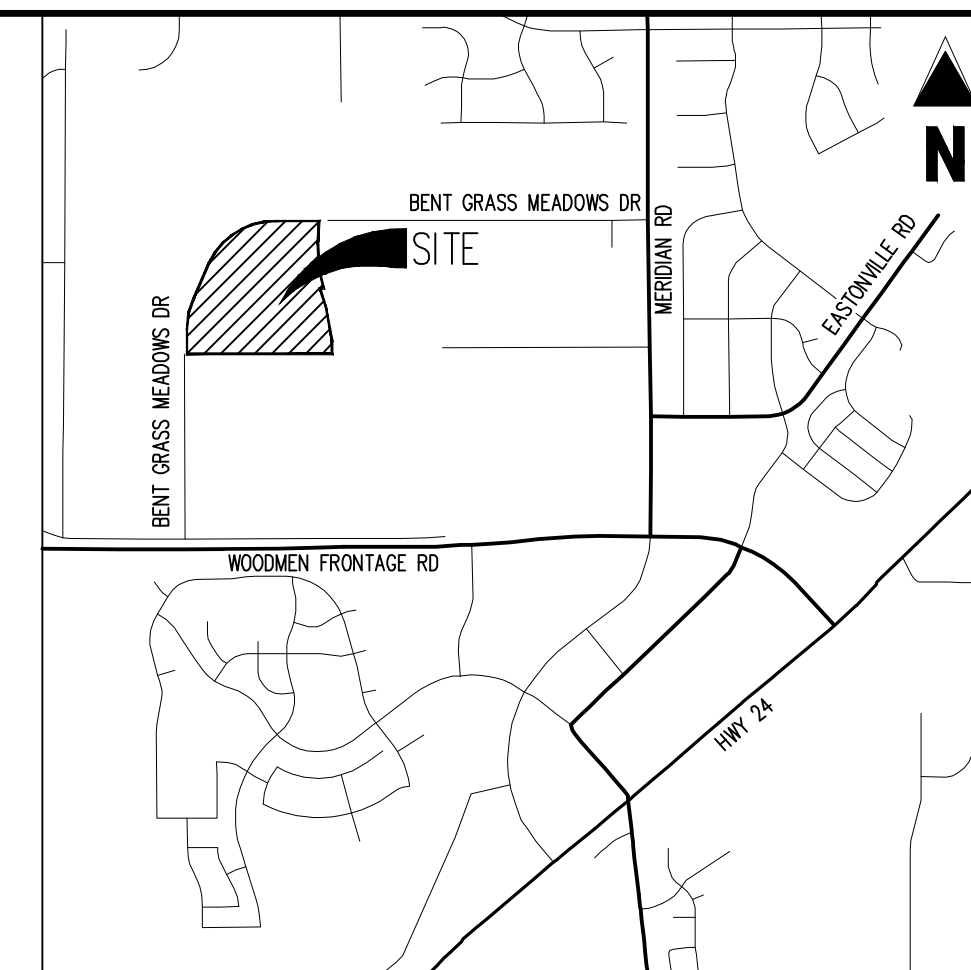 N
BENT GRASS MEADOWS DR
MERIDIAN RD
EASTONVILLE RD
SITE
BENT GRASS MEADOWS DR
WOODMEN FRONTAGE RD
HWY 24